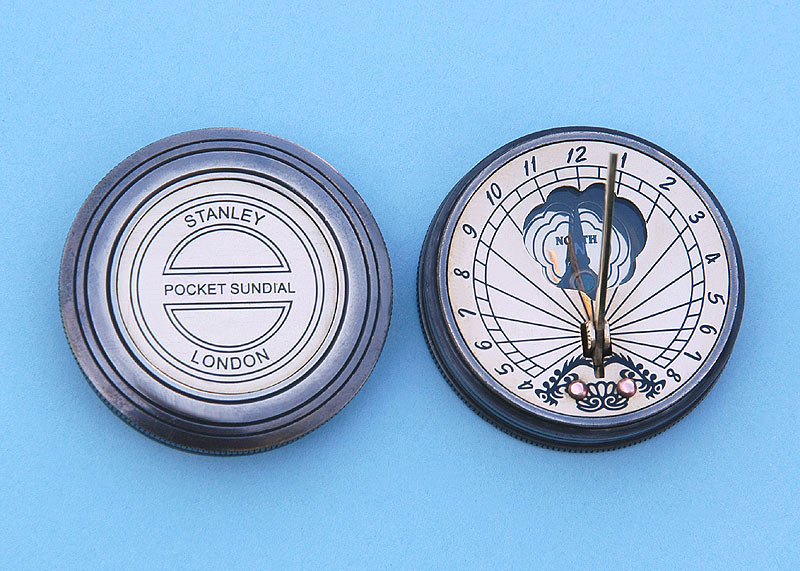 STANLEY
POCKET SUNDIAL
LONDON
4 5 6 7 8 9 10 11 12 1 2 3 4 5 6 7 8
NORTH